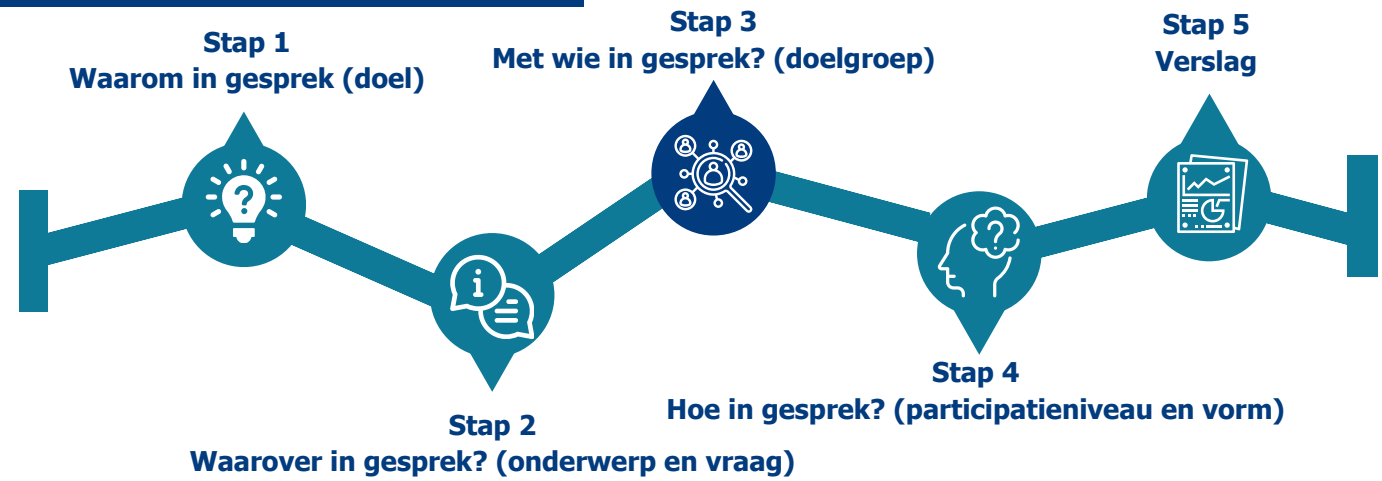 Stap 1
Waarom in gesprek (doel)
Stap 2
Waarover in gesprek? (onderwerp en vraag)
Stap 3
Met wie in gesprek? (doelgroep)
Stap 4
Hoe in gesprek? (participatieniveau en vorm)
Stap 5
Verslag